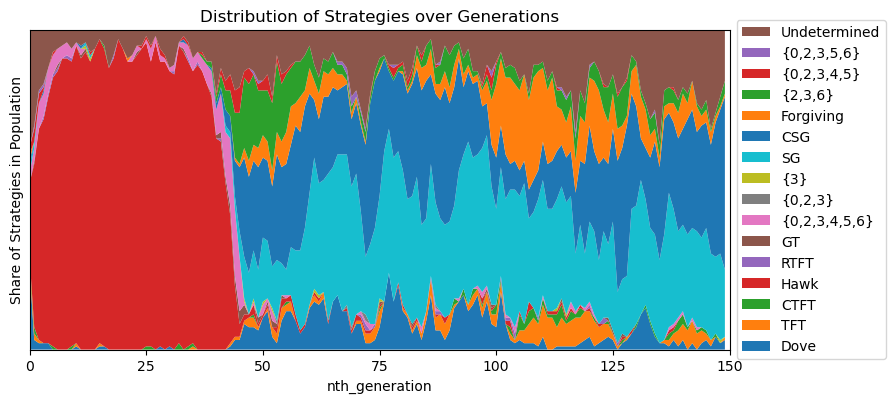 Distribution of Strategies over Generations
Share of Strategies in Population
0 25 50 75 100 125 150
nth_generation
Undetermined
{0,2,3,5,6}
{0,2,3,4,5}
{2,3,6}
Forgiving
CSG
SG
{3}
{0,2,3}
{0,2,3,4,5,6}
GT
RTFT
Hawk
CTFT
TFT
Dove